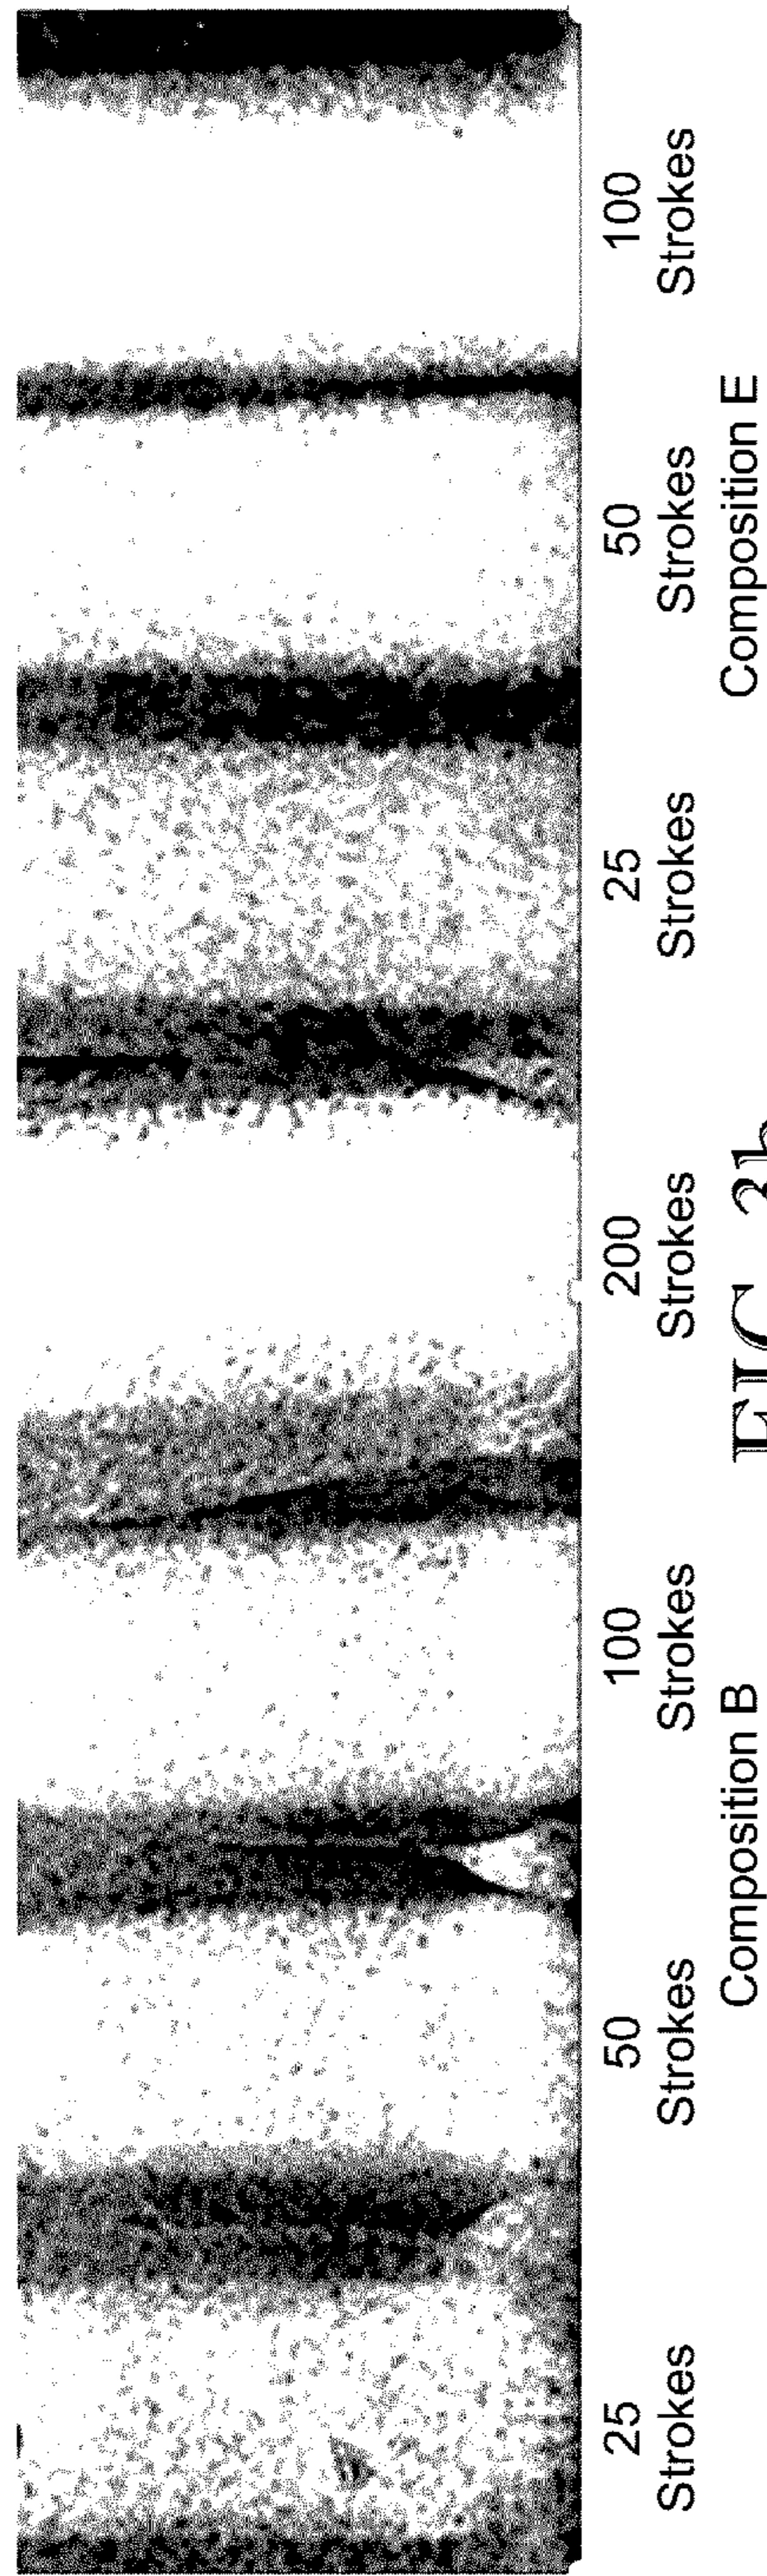 25 50 100 200 25 50 100
Strokes Strokes Strokes Strokes Strokes Strokes Strokes
Composition B Composition E
FIG. 3b